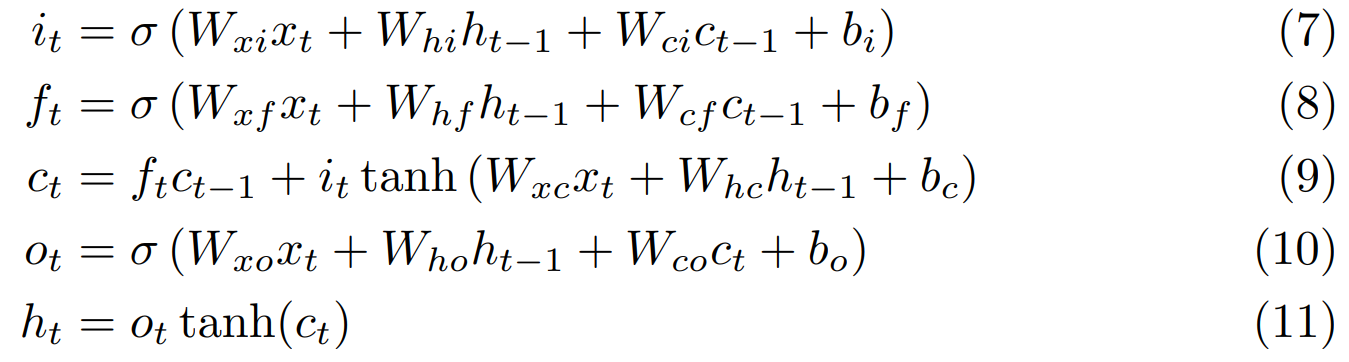 i_t = σ (W_{xi}x_t + W_{hi}h_{t−1} + W_{ci}c_{t−1} + b_i) (7)
f_t = σ (W_{xf}x_t + W_{hf}h_{t−1} + W_{cf}c_{t−1} + b_f) (8)
c_t = f_tc_{t−1} + i_t tanh (W_{xc}x_t + W_{hc}h_{t−1} + b_c) (9)
o_t = σ (W_{xo}x_t + W_{ho}h_{t−1} + W_{co}c_t + b_o) (10)
h_t = o_t tanh(c_t) (11)